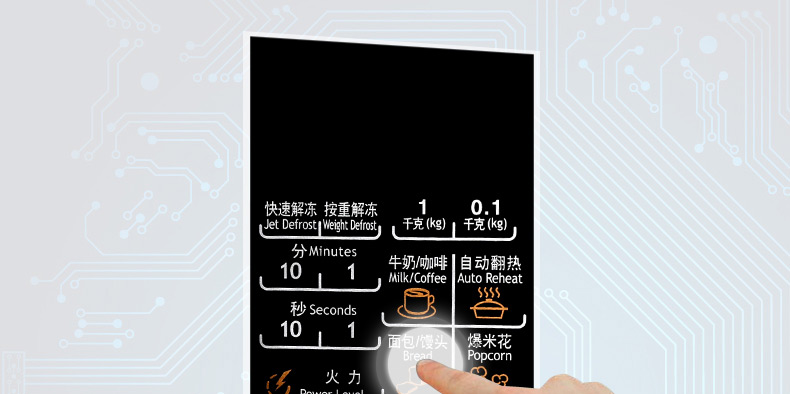 快速解冻 按重解冻
Jet Defrost Weight Defrost
1 0.1
千克 (kg) 千克 (kg)
分 Minutes
10 1
牛奶/咖啡 自动翻热
Milk/Coffee Auto Reheat
秒 Seconds
10 1
面包/馒头 爆米花
Bread Popcorn
火力
Power Level